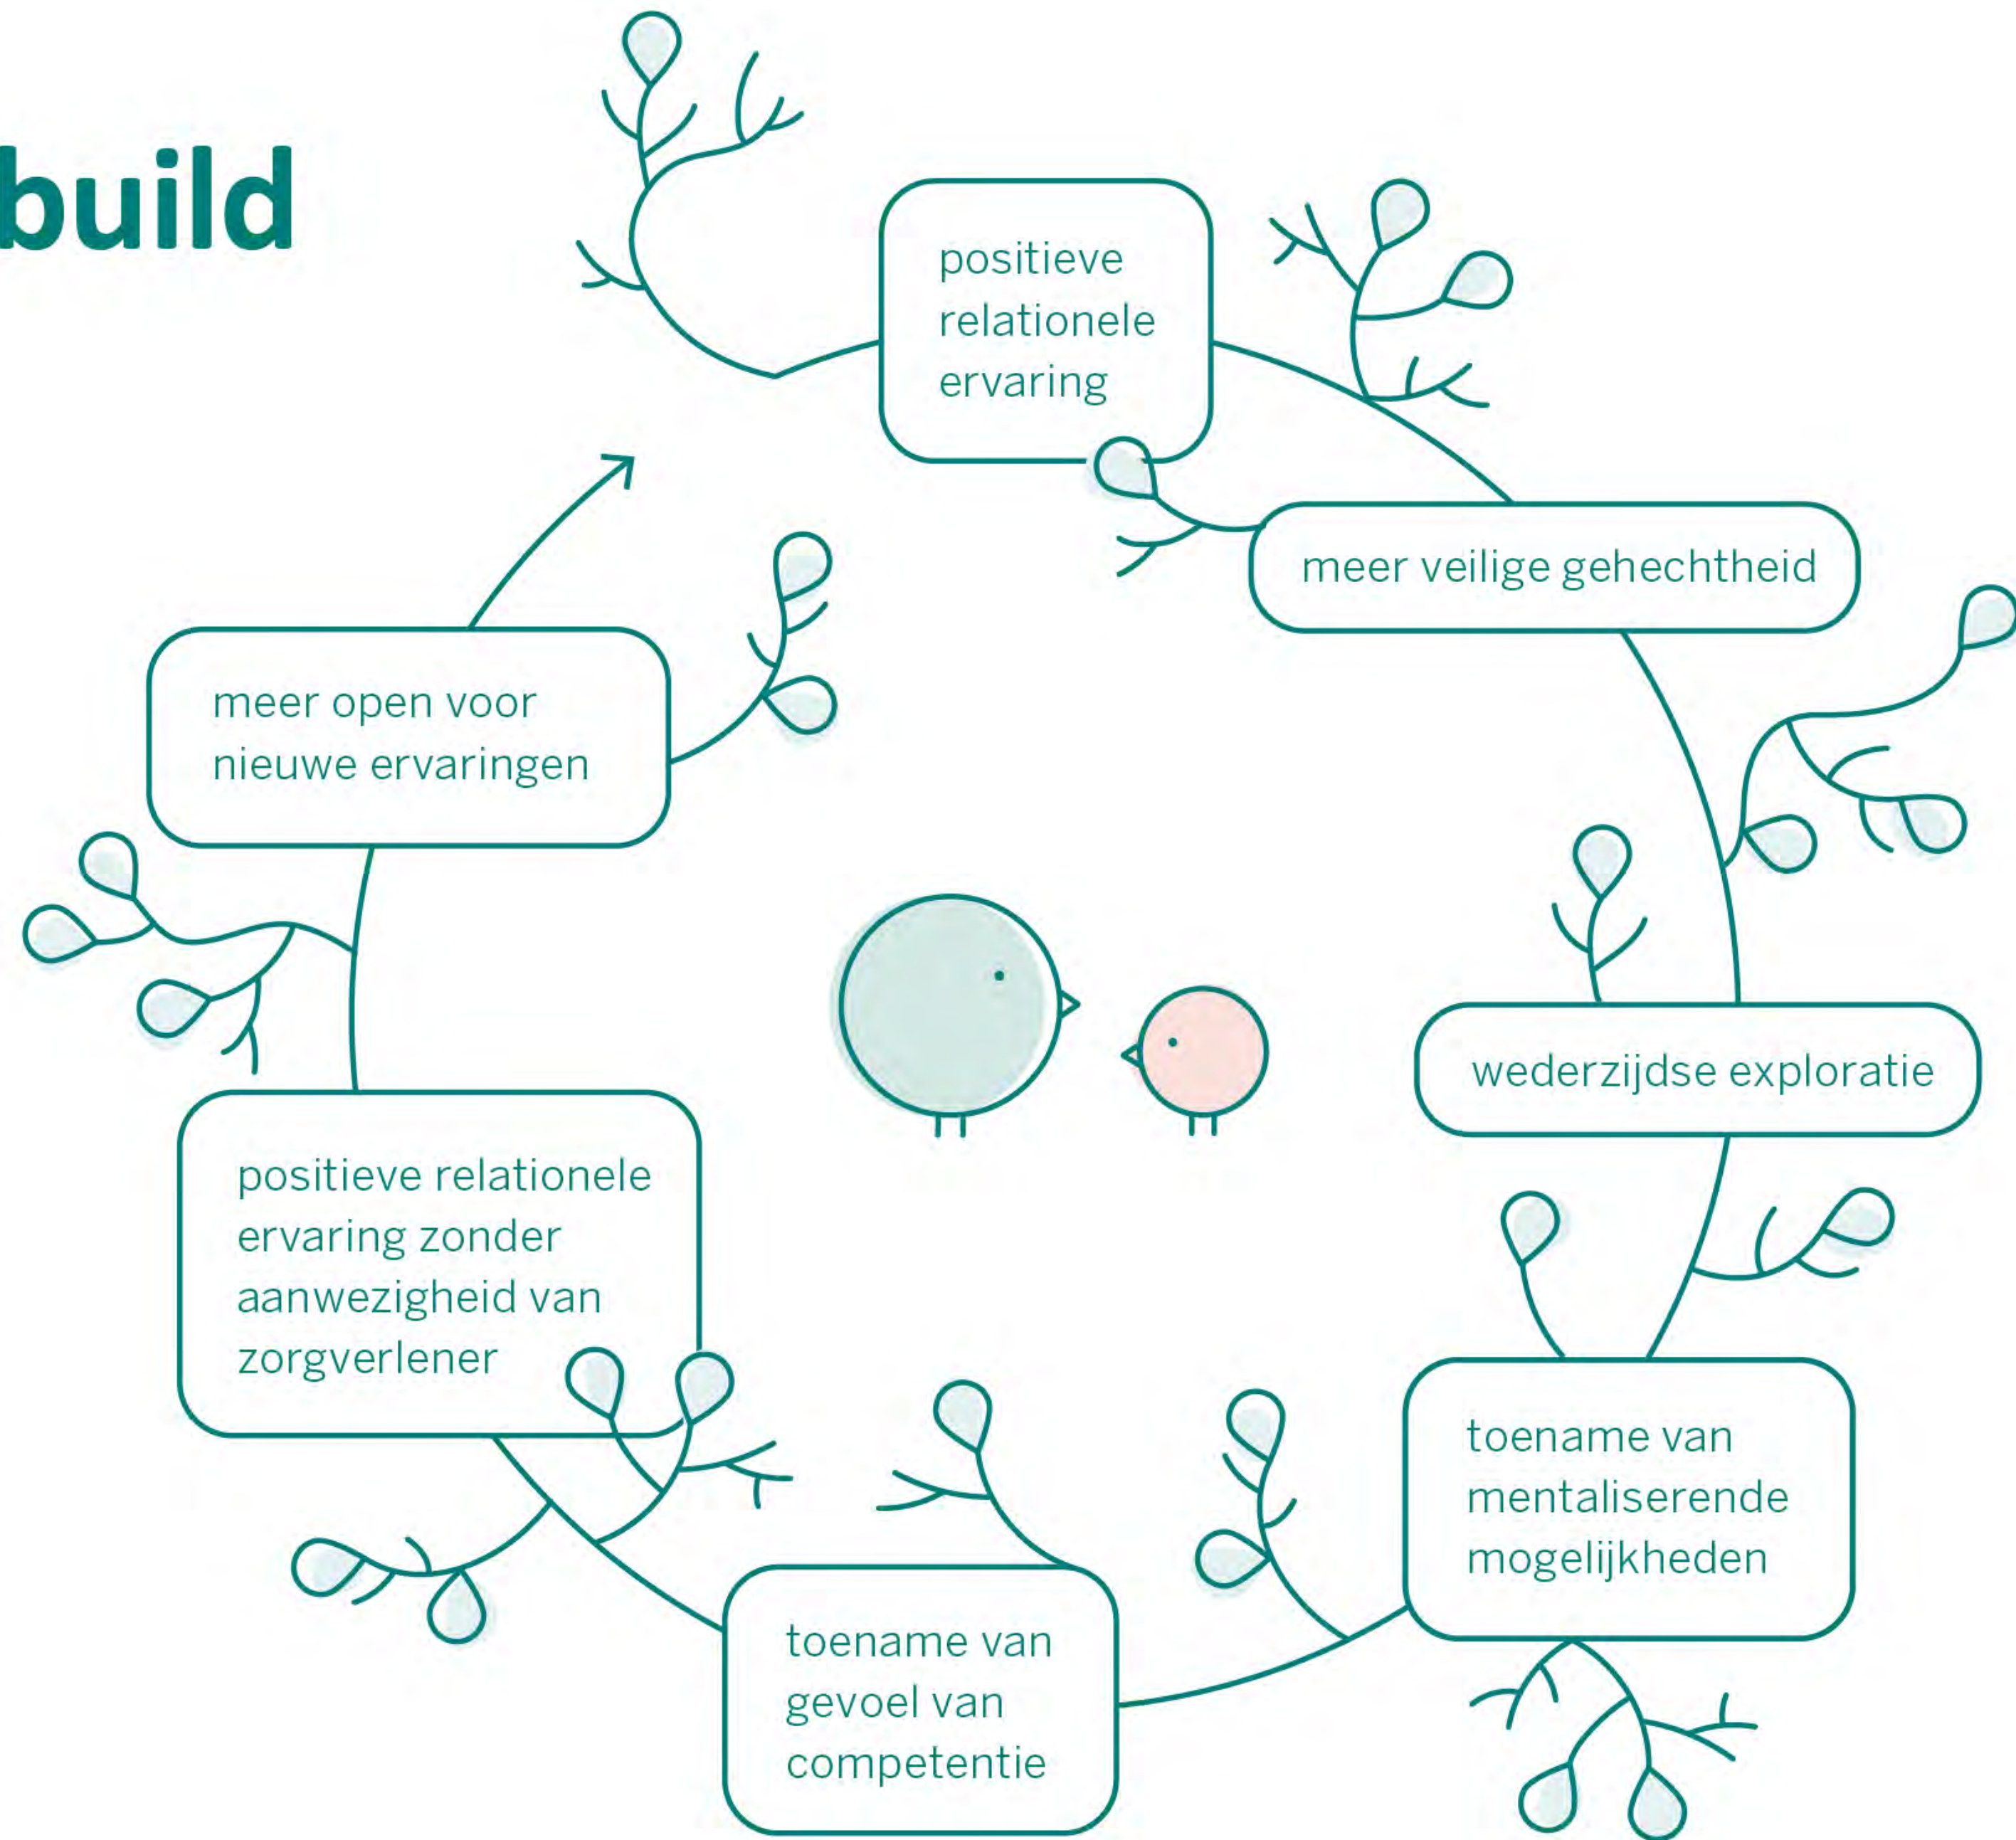 build
positieve
relationele
ervaring
meer veilige gehechtheid
wederzijdse exploratie
toename van
mentaliserende
mogelijkheden
toename van
gevoel van
competentie
positieve relationele
ervaring zonder
aanwezigheid van
zorgverlener
meer open voor
nieuwe ervaringen